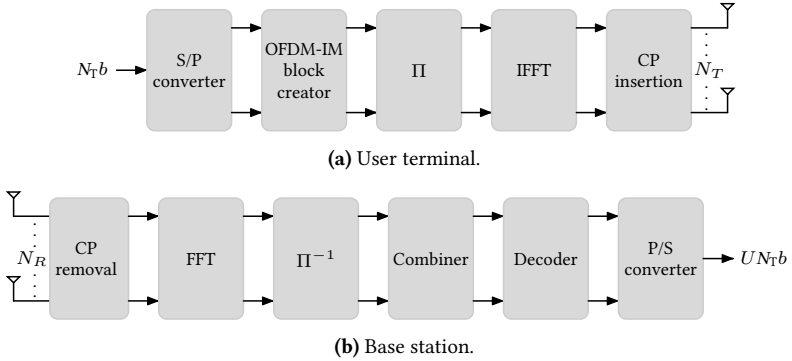 N_T b
S/P
converter
OFDM-IM
block
creator
Π
IFFT
CP
insertion
N_T
(a) User terminal.
N_R
CP
removal
FFT
Π⁻¹
Combiner
Decoder
P/S
converter
UN_T b
(b) Base station.